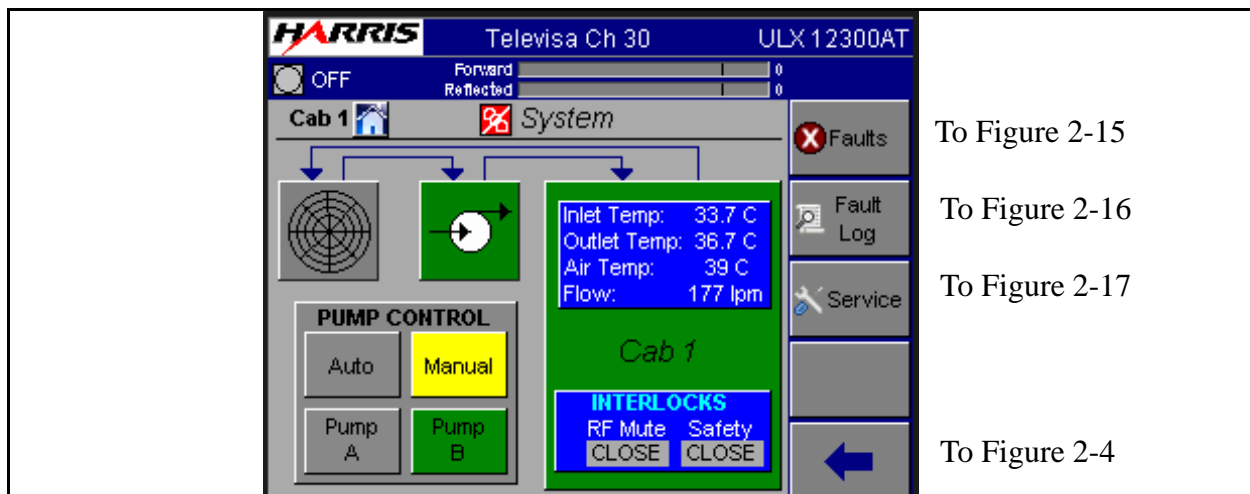 HARRIS Televisa Ch 30 ULX 12300AT
OFF Forward 0
Reflected 0
Cab 1 System
Faults To Figure 2-15
Fault Log To Figure 2-16
Inlet Temp: 33.7 C
Outlet Temp: 36.7 C
Air Temp: 39 C
Flow: 177 lpm
Service To Figure 2-17
PUMP CONTROL
Auto Manual
Pump A Pump B
Cab 1
INTERLOCKS
RF Mute Safety
CLOSE CLOSE
To Figure 2-4